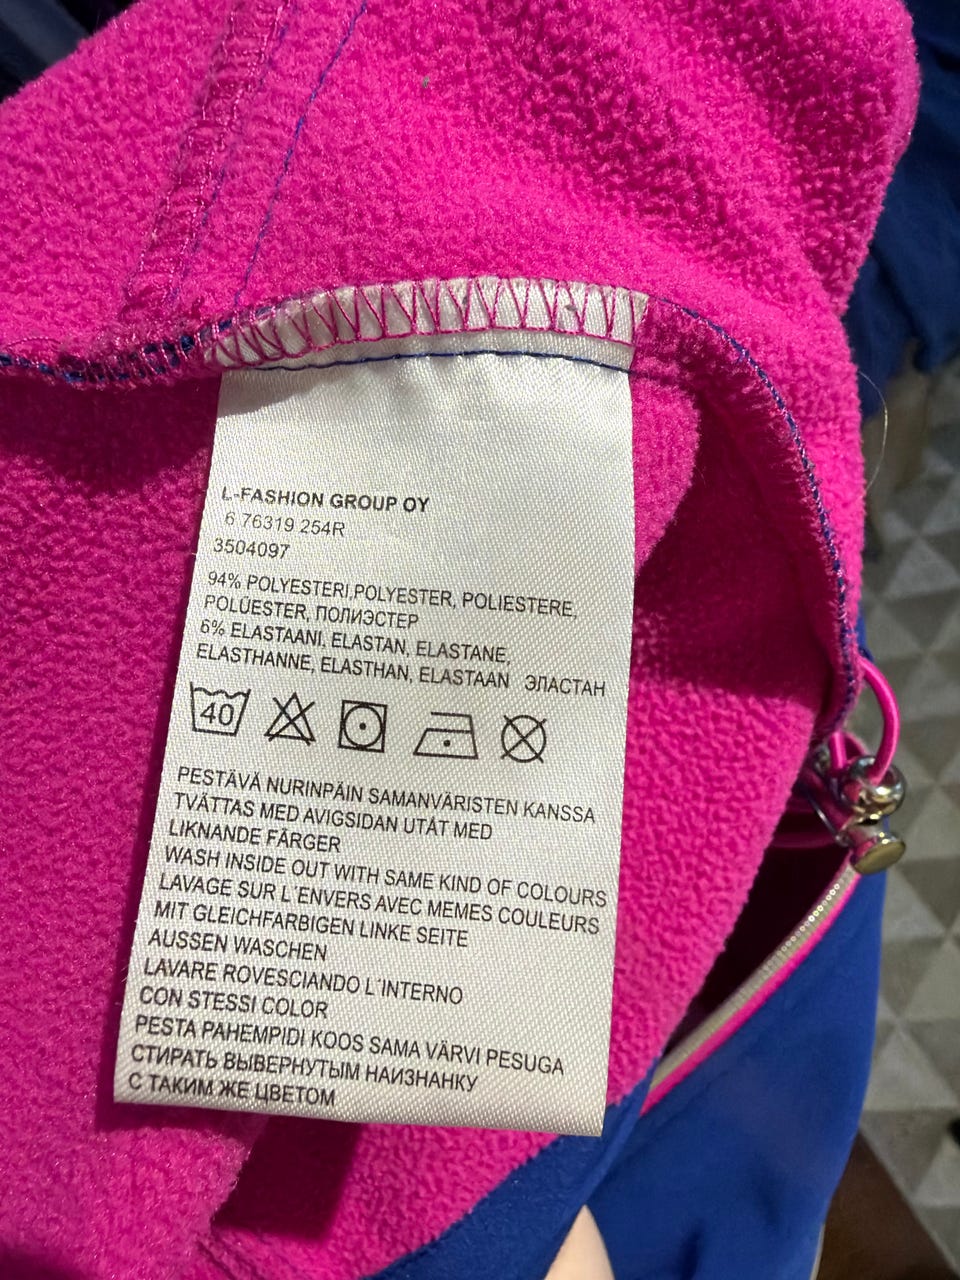 L-FASHION GROUP OY
6 76319 254R
3504097
94% POLYESTERI,POLYESTER, POLIESTERE,
POLÜESTER, ПОЛИЭСТЕР
6% ELASTAANI, ELASTAN, ELASTANE,
ELASTHANNE, ELASTHAN, ELASTAAN ЭЛАСТАН
40
PESTÄVÄ NURINPÄIN SAMANVÄRISTEN KANSSA
TVÄTTAS MED AVIGSIDAN UTÅT MED
LIKNANDE FÄRGER
WASH INSIDE OUT WITH SAME KIND OF COLOURS
LAVAGE SUR L´ENVERS AVEC MEMES COULEURS
MIT GLEICHFARBIGEN LINKE SEITE
AUSSEN WASCHEN
LAVARE ROVESCIANDO L´INTERNO
CON STESSI COLOR
PESTA PAHEMPIDI KOOS SAMA VÄRVI PESUGA
СТИРАТЬ ВЫВЕРНУТЫМ НАИЗНАНКУ
С ТАКИМ ЖЕ ЦВЕТОМ